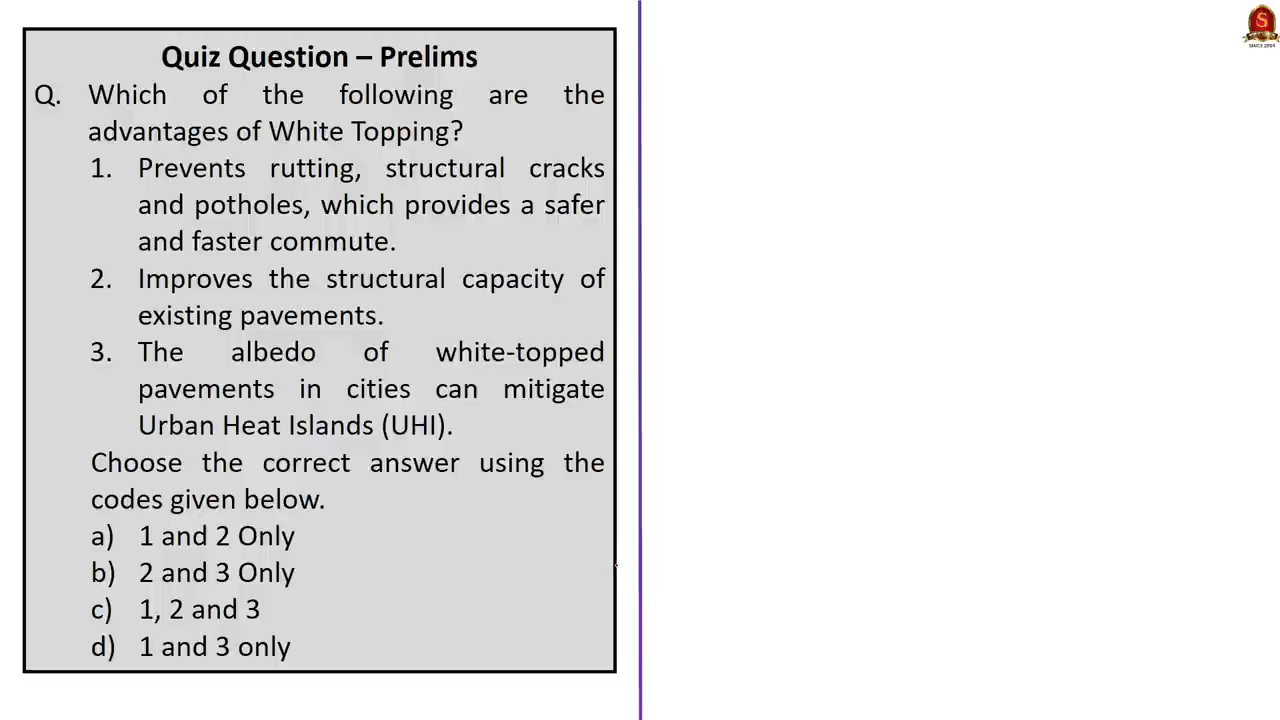 Quiz Question – Prelims
Q. Which of the following are the
advantages of White Topping?
1. Prevents rutting, structural cracks
and potholes, which provides a safer
and faster commute.
2. Improves the structural capacity of
existing pavements.
3. The albedo of white-topped
pavements in cities can mitigate
Urban Heat Islands (UHI).
Choose the correct answer using the
codes given below.
a) 1 and 2 Only
b) 2 and 3 Only
c) 1, 2 and 3
d) 1 and 3 only
S